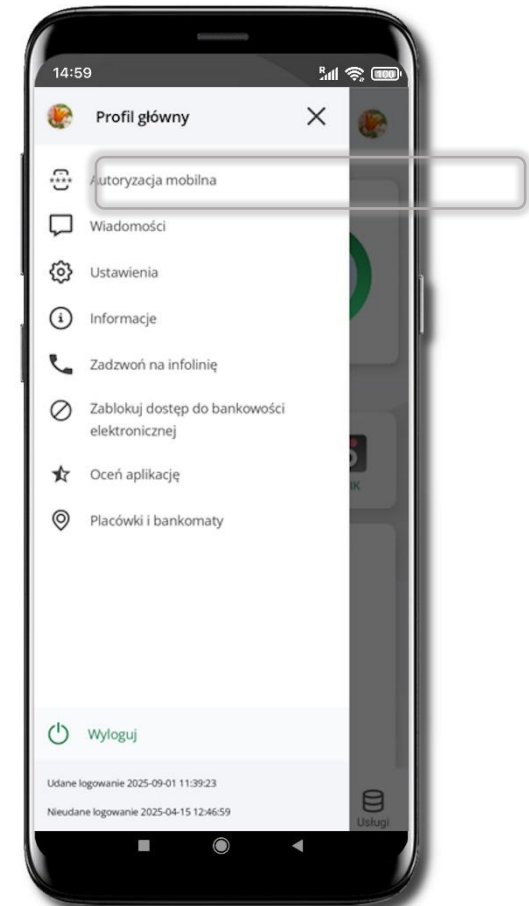 14:59
R
100
Profil główny
Autoryzacja mobilna
Wiadomości
Ustawienia
Informacje
Zadzwoń na infolinię
Zablokuj dostęp do bankowości
elektronicznej
Oceń aplikację
IK
Placówki i bankomaty
Wyloguj
Udane logowanie 2025-09-01 11:39:23
Nieudane logowanie 2025-04-15 12:46:59
Usługi